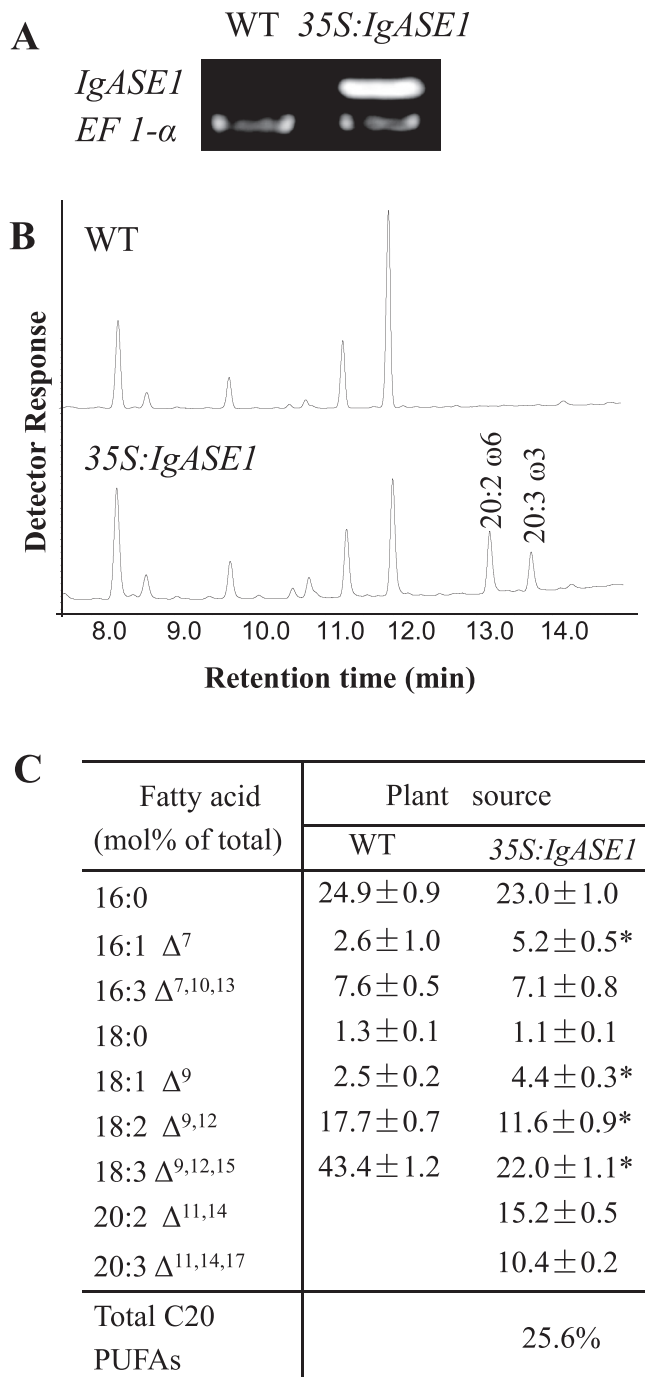 A
WT 35S:IgASE1
IgASE1
EF 1-α
B
WT
35S:IgASE1
20:2 ω6
20:3 ω3
Detector Response
8.0 9.0 10.0 11.0 12.0 13.0 14.0
Retention time (min)
C
Fatty acid (mol% of total) Plant source
WT 35S:IgASE1
16:0 24.9±0.9 23.0±1.0
16:1 Δ7 2.6±1.0 5.2±0.5*
16:3 Δ7,10,13 7.6±0.5 7.1±0.8
18:0 1.3±0.1 1.1±0.1
18:1 Δ9 2.5±0.2 4.4±0.3*
18:2 Δ9,12 17.7±0.7 11.6±0.9*
18:3 Δ9,12,15 43.4±1.2 22.0±1.1*
20:2 Δ11,14 15.2±0.5
20:3 Δ11,14,17 10.4±0.2
Total C20 PUFAs 25.6%